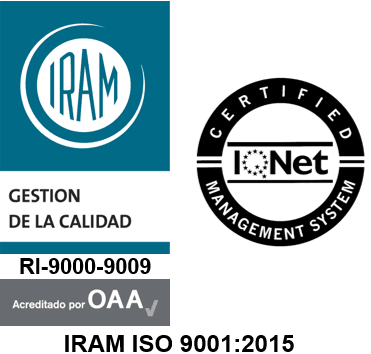 IRAM
GESTION
DE LA CALIDAD
RI-9000-9009
Acreditado por OAA
CERTIFIED
IQNet
MANAGEMENT SYSTEM
IRAM ISO 9001:2015